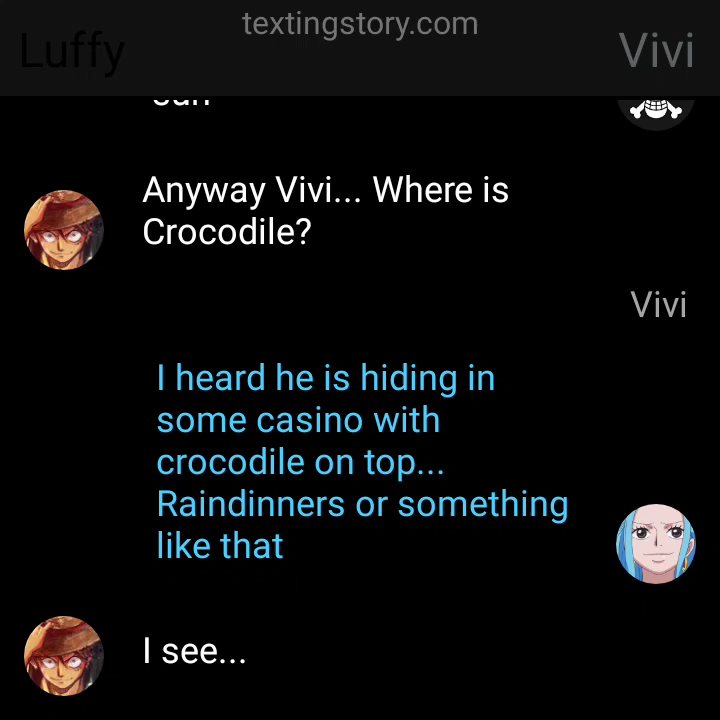 textingstory.com
Luffy
Vivi
Anyway Vivi... Where is
Crocodile?
Vivi
I heard he is hiding in
some casino with
crocodile on top...
Raindinners or something
like that
I see...